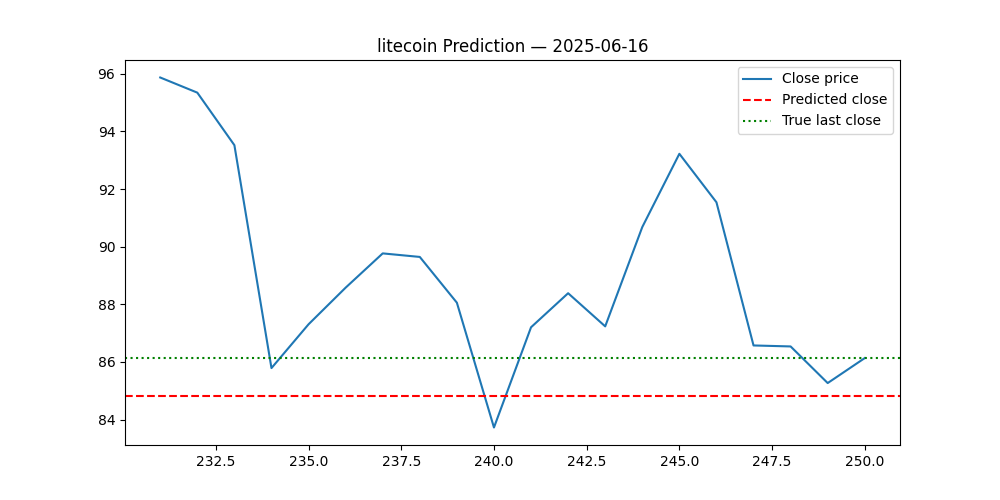 litecoin Prediction — 2025-06-16
Close price
Predicted close
True last close
96
94
92
90
88
86
84
232.5 235.0 237.5 240.0 242.5 245.0 247.5 250.0